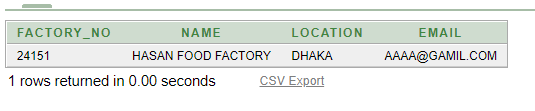 FACTORY_NO NAME LOCATION EMAIL
24151 HASAN FOOD FACTORY DHAKA AAAA@GAMIL.COM
1 rows returned in 0.00 seconds CSV Export